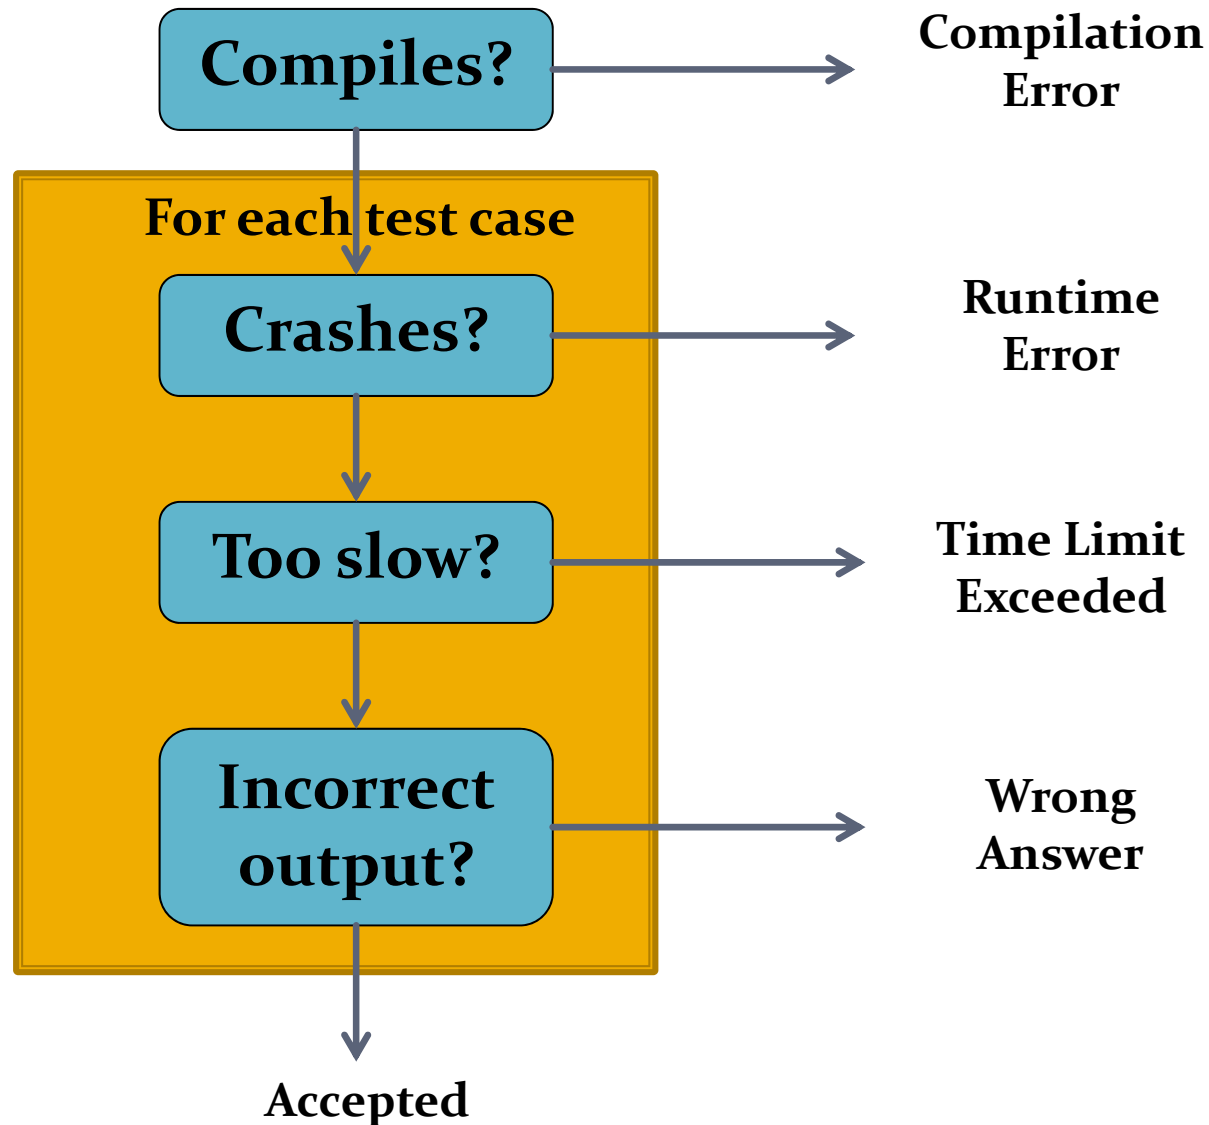 Compiles?
Compilation
Error
For each test case
Crashes?
Runtime
Error
Too slow?
Time Limit
Exceeded
Incorrect
output?
Wrong
Answer
Accepted